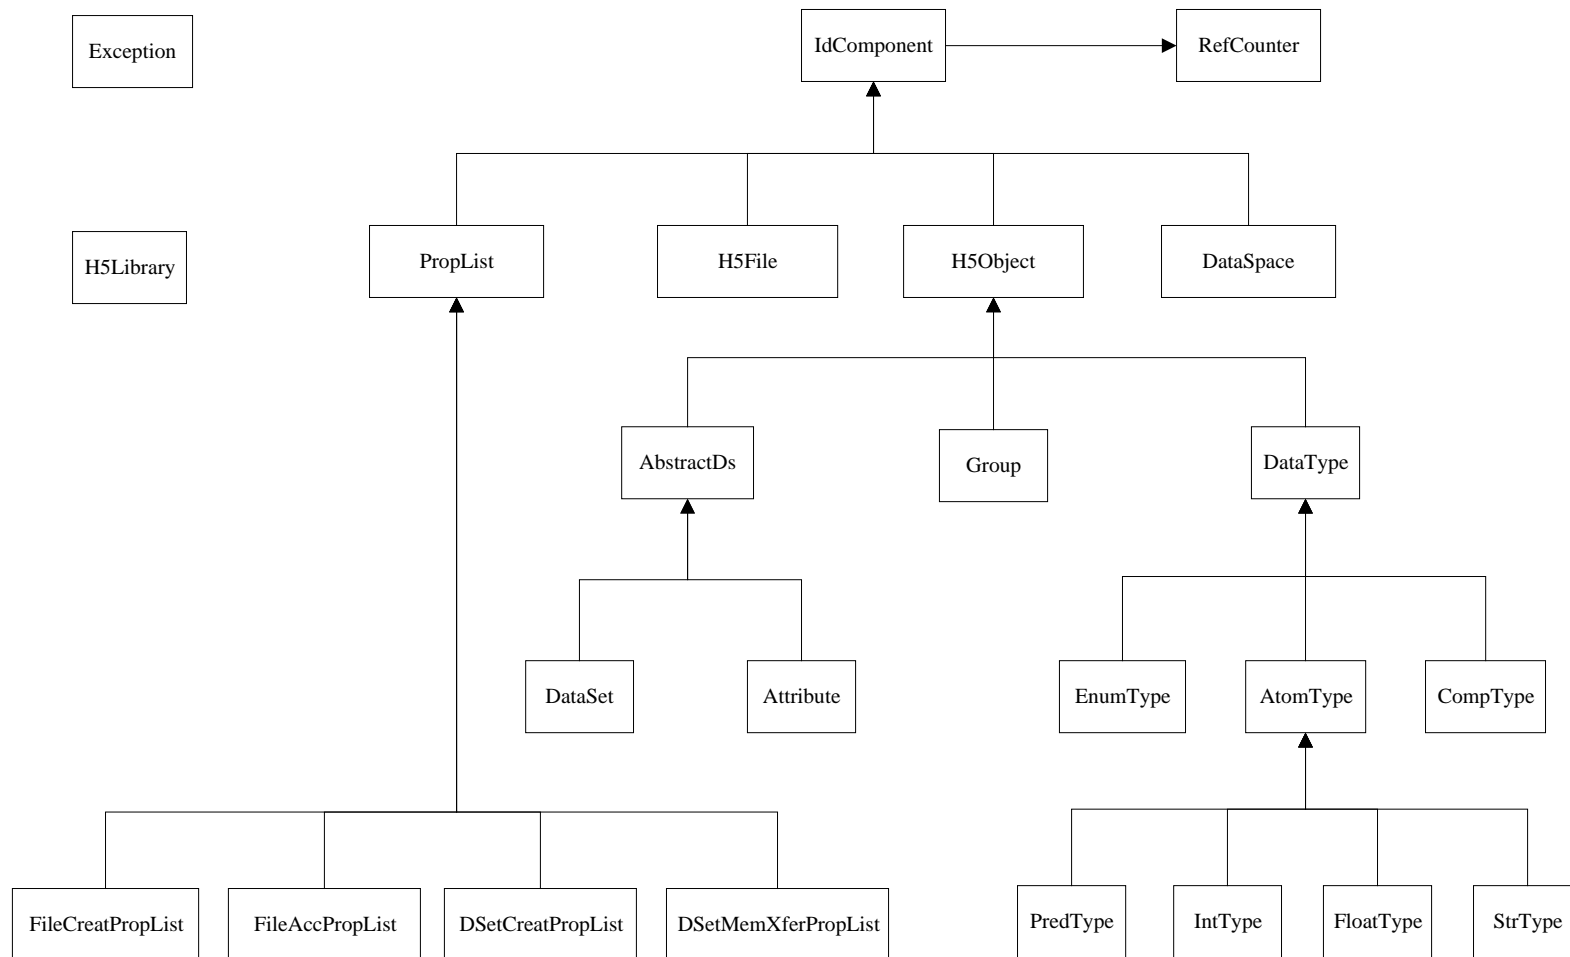 Exception
IdComponent
RefCounter
H5Library
PropList
H5File
H5Object
DataSpace
AbstractDs
Group
DataType
DataSet
Attribute
EnumType
AtomType
CompType
FileCreatPropList
FileAccPropList
DSetCreatPropList
DSetMemXferPropList
PredType
IntType
FloatType
StrType